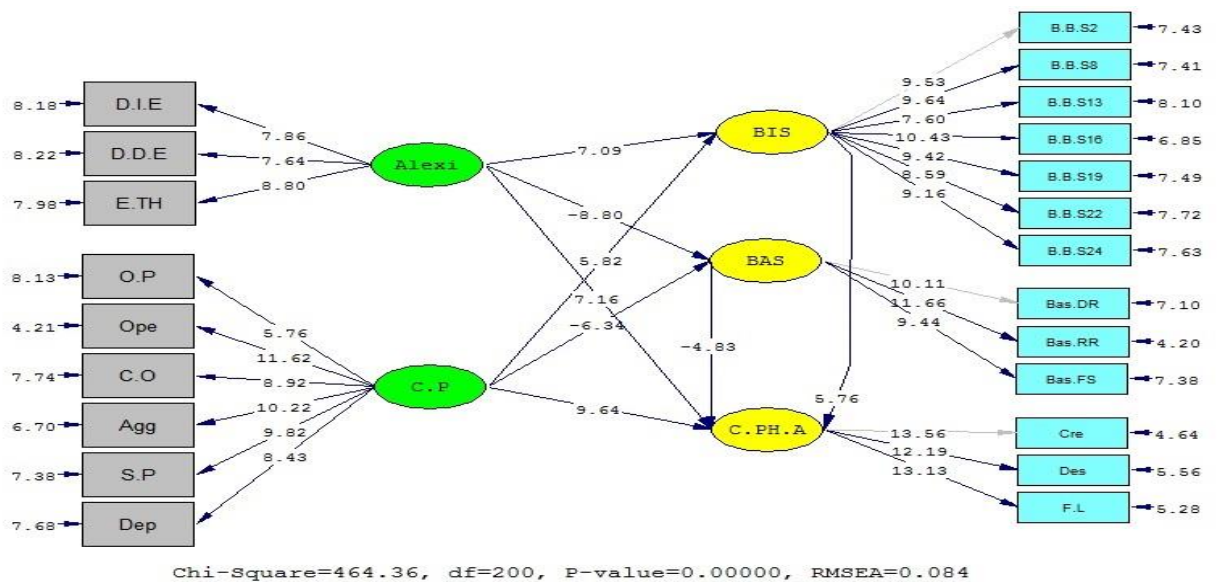 8.18 D.I.E
8.22 D.D.E
7.98 E.TH
7.86
7.64
8.80
Alexi
8.13 O.P
4.21 Ope
7.74 C.O
6.70 Agg
7.38 S.P
7.68 Dep
5.76
11.62
8.92
10.22
9.82
8.43
C.P
7.09
-8.80
5.82
7.16
-6.34
9.64
-4.83
5.76
BIS
BAS
C.PH.A
9.53
9.64
7.60
10.43
9.42
8.59
9.16
B.B.S2 7.43
B.B.S8 7.41
B.B.S13 8.10
B.B.S16 6.85
B.B.S19 7.49
B.B.S22 7.72
B.B.S24 7.63
10.11
11.66
9.44
Bas.DR 7.10
Bas.RR 4.20
Bas.FS 7.38
13.56
12.19
13.13
Cre 4.64
Des 5.56
F.L 5.28
Chi-Square=464.36, df=200, P-value=0.00000, RMSEA=0.084